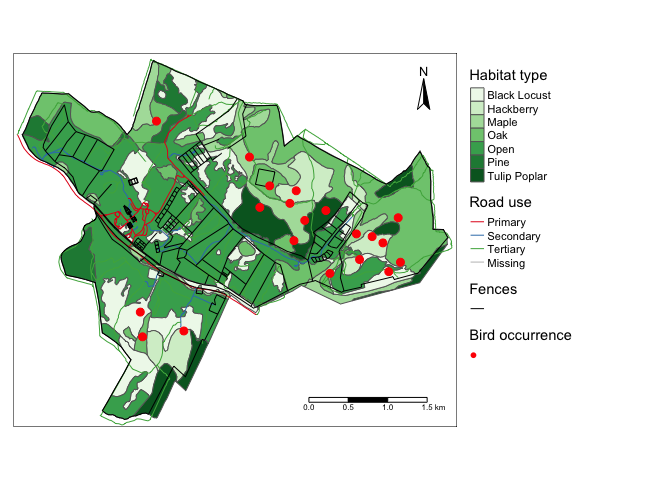 N
Habitat type
Black Locust
Hackberry
Maple
Oak
Open
Pine
Tulip Poplar
Road use
Primary
Secondary
Tertiary
Missing
Fences
Bird occurrence
0.0 0.5 1.0 1.5 km